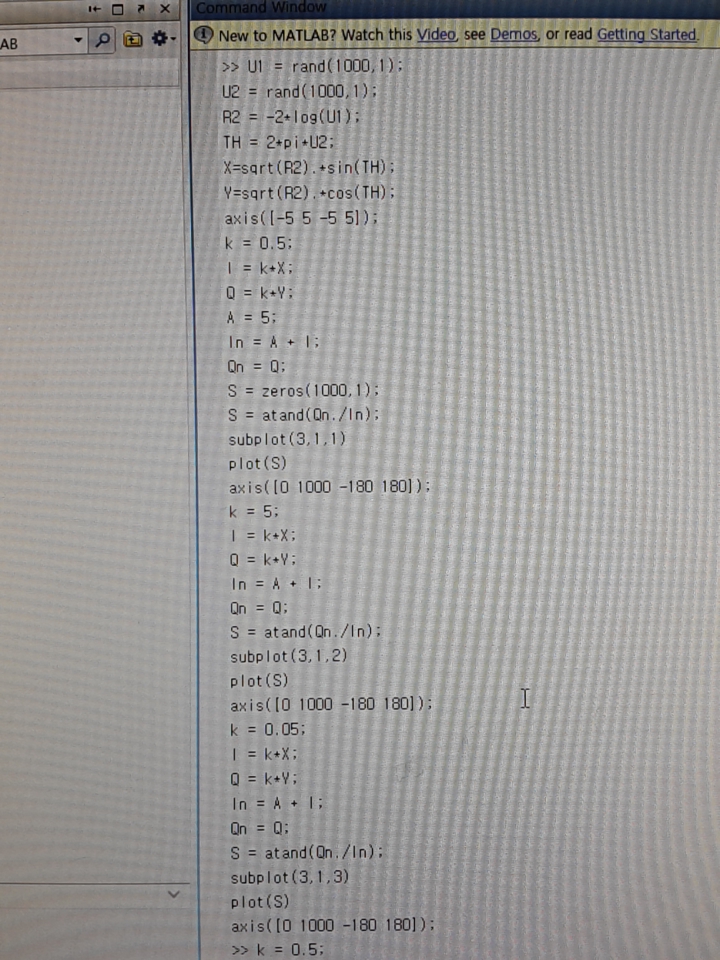 Command Window
AB
New to MATLAB? Watch this Video, see Demos, or read Getting Started.
>> U1 = rand(1000,1);
U2 = rand(1000,1);
R2 = -2*log(U1);
TH = 2*pi*U2;
X=sqrt(R2).*sin(TH);
Y=sqrt(R2).*cos(TH);
axis([-5 5 -5 5]);
k = 0.5;
I = k*X;
Q = k*Y;
A = 5;
In = A + I;
Qn = Q;
S = zeros(1000,1);
S = atand(Qn./In);
subplot(3,1,1)
plot(S)
axis([0 1000 -180 180]);
k = 5;
I = k*X;
Q = k*Y;
In = A + I;
Qn = Q;
S = atand(Qn./In);
subplot(3,1,2)
plot(S)
axis([0 1000 -180 180]);
k = 0.05;
I = k*X;
Q = k*Y;
In = A + I;
Qn = Q;
S = atand(Qn./In);
subplot(3,1,3)
plot(S)
axis([0 1000 -180 180]);
>> k = 0.5;